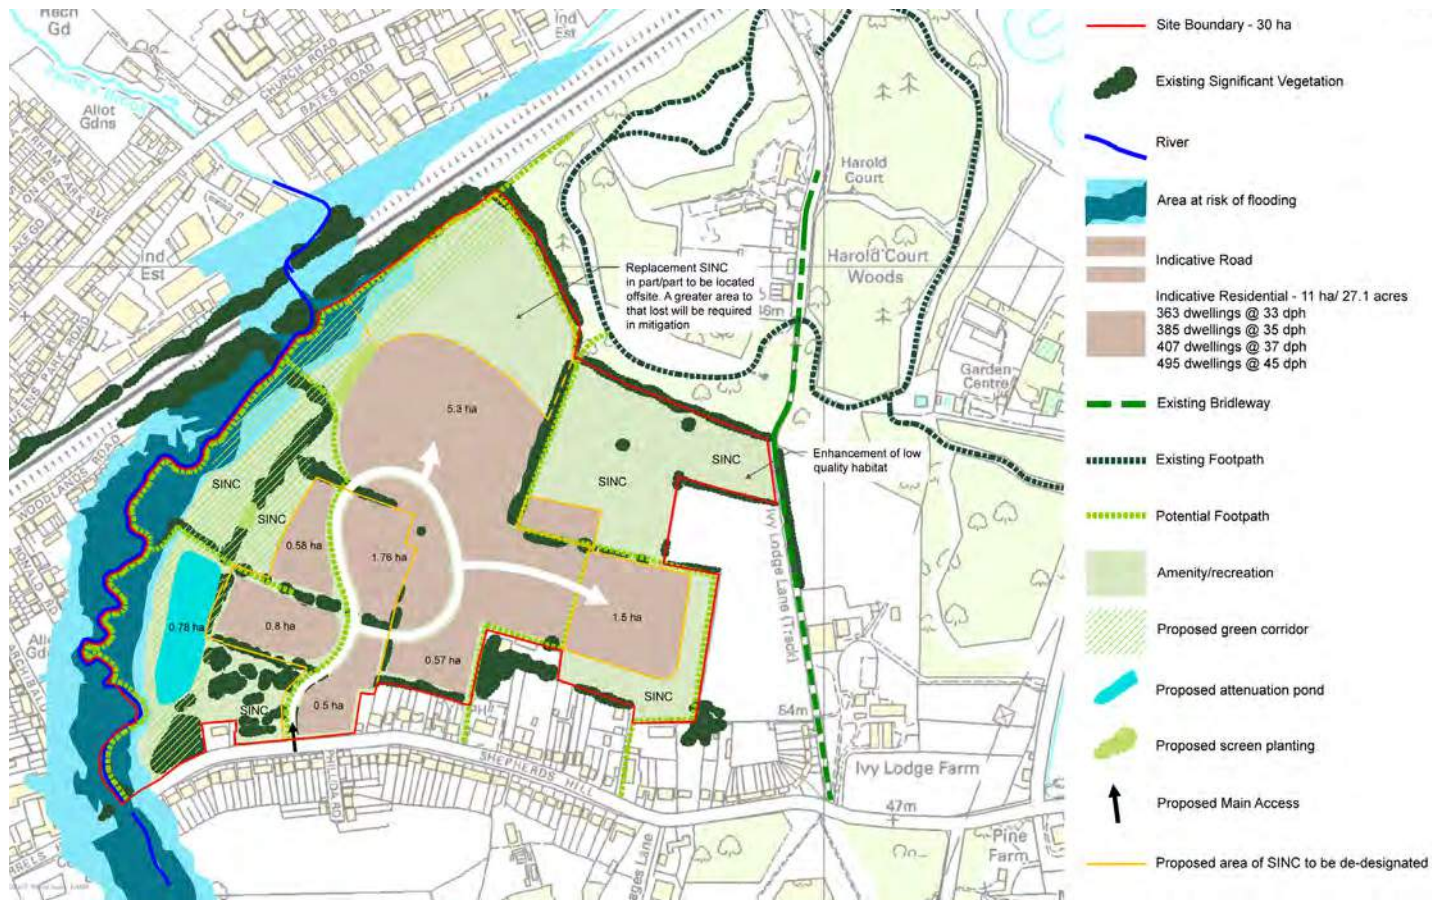 Rech
Gd
Ind
Est
CHURCH ROAD
BATES ROAD
Allot
Gdns
FIRHAM PARK AVE
Ind
Est
Harold
Court
Harold Court
Woods
Replacement SINC
in part/part to be located
offsite. A greater area to
that lost will be required
in mitigation
46m
Garden
Centre
5.3 ha
WOODLANDS ROAD
SINC
SINC
SINC
SINC
Enhancement of low
quality habitat
RONALD RD
0.58 ha
1.76 ha
Ivy Lodge Lane (Track)
0.78 ha
0.8 ha
1.5 ha
0.57 ha
SINC
SINC
0.5 ha
64m
SHEPHERDS HILL
Ivy Lodge Farm
47m
Pine
Farm
Site Boundary - 30 ha
Existing Significant Vegetation
River
Area at risk of flooding
Indicative Road
Indicative Residential - 11 ha/ 27.1 acres
363 dwellings @ 33 dph
385 dwellings @ 35 dph
407 dwellings @ 37 dph
495 dwellings @ 45 dph
Existing Bridleway
Existing Footpath
Potential Footpath
Amenity/recreation
Proposed green corridor
Proposed attenuation pond
Proposed screen planting
Proposed Main Access
Proposed area of SINC to be de-designated